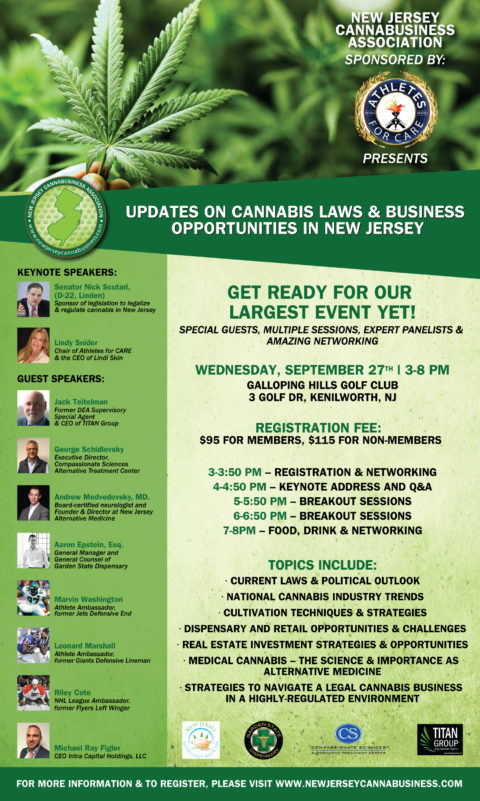 NEW JERSEY
CANNABUSINESS
ASSOCIATION
SPONSORED BY:
ATHLETES
FOR CARE
PRESENTS
NEW JERSEY CANNABUSINESS ASSOCIATION
www.newjerseycannabusiness.com
UPDATES ON CANNABIS LAWS & BUSINESS
OPPORTUNITIES IN NEW JERSEY
KEYNOTE SPEAKERS:
Senator Nick Scutari,
(D-22, Linden)
Sponsor of legislation to legalize
& regulate cannabis in New Jersey
Lindy Snider
Chair of Athletes for CARE
& the CEO of Lindi Skin
GUEST SPEAKERS:
Jack Teitelman
Former DEA Supervisory
Special Agent
& CEO of TITAN Group
George Schidlovsky
Executive Director,
Compassionate Sciences
Alternative Treatment Center
Andrew Medvedovsky, MD.
Board-certified neurologist and
Founder & Director at New Jersey
Alternative Medicine
Aaron Epstein, Esq.
General Manager and
General Counsel of
Garden State Dispensary
Marvin Washington
Athlete Ambassador,
former Jets Defensive End
Leonard Marshall
Athlete Ambassador,
former Giants Defensive Lineman
Riley Cote
NHL League Ambassador,
former Flyers Left Winger
Michael Ray Figler
CEO Intra Capital Holdings, LLC
GET READY FOR OUR
LARGEST EVENT YET!
SPECIAL GUESTS, MULTIPLE SESSIONS, EXPERT PANELISTS &
AMAZING NETWORKING
WEDNESDAY, SEPTEMBER 27TH | 3-8 PM
GALLOPING HILLS GOLF CLUB
3 GOLF DR, KENILWORTH, NJ
REGISTRATION FEE:
$95 FOR MEMBERS, $115 FOR NON-MEMBERS
3-3:50 PM – REGISTRATION & NETWORKING
4-4:50 PM – KEYNOTE ADDRESS AND Q&A
5-5:50 PM – BREAKOUT SESSIONS
6-6:50 PM – BREAKOUT SESSIONS
7-8PM – FOOD, DRINK & NETWORKING
TOPICS INCLUDE:
· CURRENT LAWS & POLITICAL OUTLOOK
· NATIONAL CANNABIS INDUSTRY TRENDS
· CULTIVATION TECHNIQUES & STRATEGIES
· DISPENSARY AND RETAIL OPPORTUNITIES & CHALLENGES
· REAL ESTATE INVESTMENT STRATEGIES & OPPORTUNITIES
· MEDICAL CANNABIS – THE SCIENCE & IMPORTANCE AS
ALTERNATIVE MEDICINE
· STRATEGIES TO NAVIGATE A LEGAL CANNABIS BUSINESS
IN A HIGHLY-REGULATED ENVIRONMENT
NEW JERSEY
GARDEN STATE
CS
COMPASSIONATE SCIENCES
ALTERNATIVE TREATMENT CENTER
TITAN
GROUP
FOR MORE INFORMATION & TO REGISTER, PLEASE VISIT WWW.NEWJERSEYCANNABUSINESS.COM